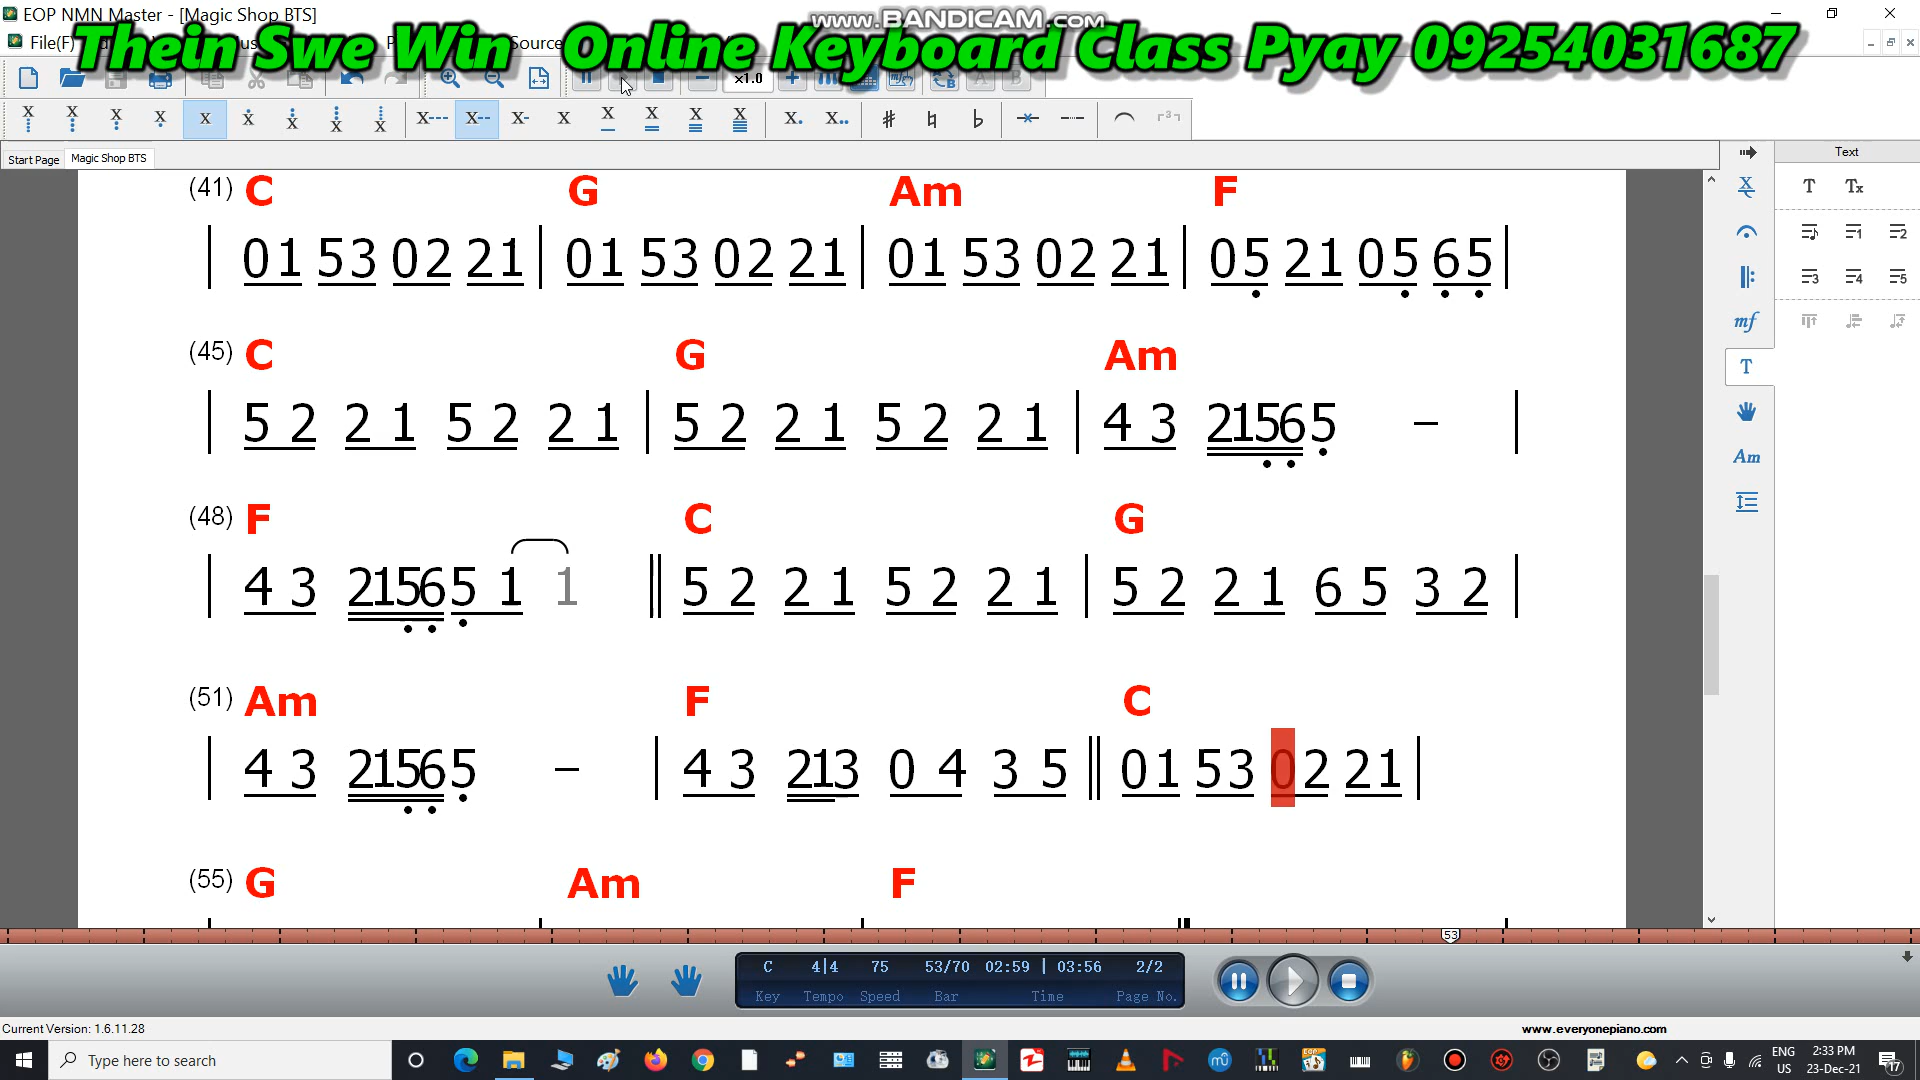 EOP NMN Master - [Magic Shop BTS]
www.BANDICAM.com
File(F)
Thein Swe Win Online Keyboard Class Pyay 09254031687
x1.0
A B
X X X X X X X X X X--- X-- X- X X X X X X. X.. ♯ ♮ ♭
Start Page Magic Shop BTS
Text
T Tx
mf
T
Am
(41) C G Am F
| 01 53 02 21 | 01 53 02 21 | 01 53 02 21 | 05 21 05 65 |
(45) C G Am
| 5 2 2 1 5 2 2 1 | 5 2 2 1 5 2 2 1 | 4 3 21565 – |
(48) F C G
| 4 3 21565 1 1 || 5 2 2 1 5 2 2 1 | 5 2 2 1 6 5 3 2 |
(51) Am F C
| 4 3 21565 – | 4 3 213 0 4 3 5 || 01 53 02 21 |
(55) G Am F
53
C 4|4 75 53/70 02:59 | 03:56 2/2
Key Tempo Speed Bar Time Page No.
Current Version: 1.6.11.28
www.everyonepiano.com
Type here to search
ENG
US
2:33 PM
23-Dec-21
17